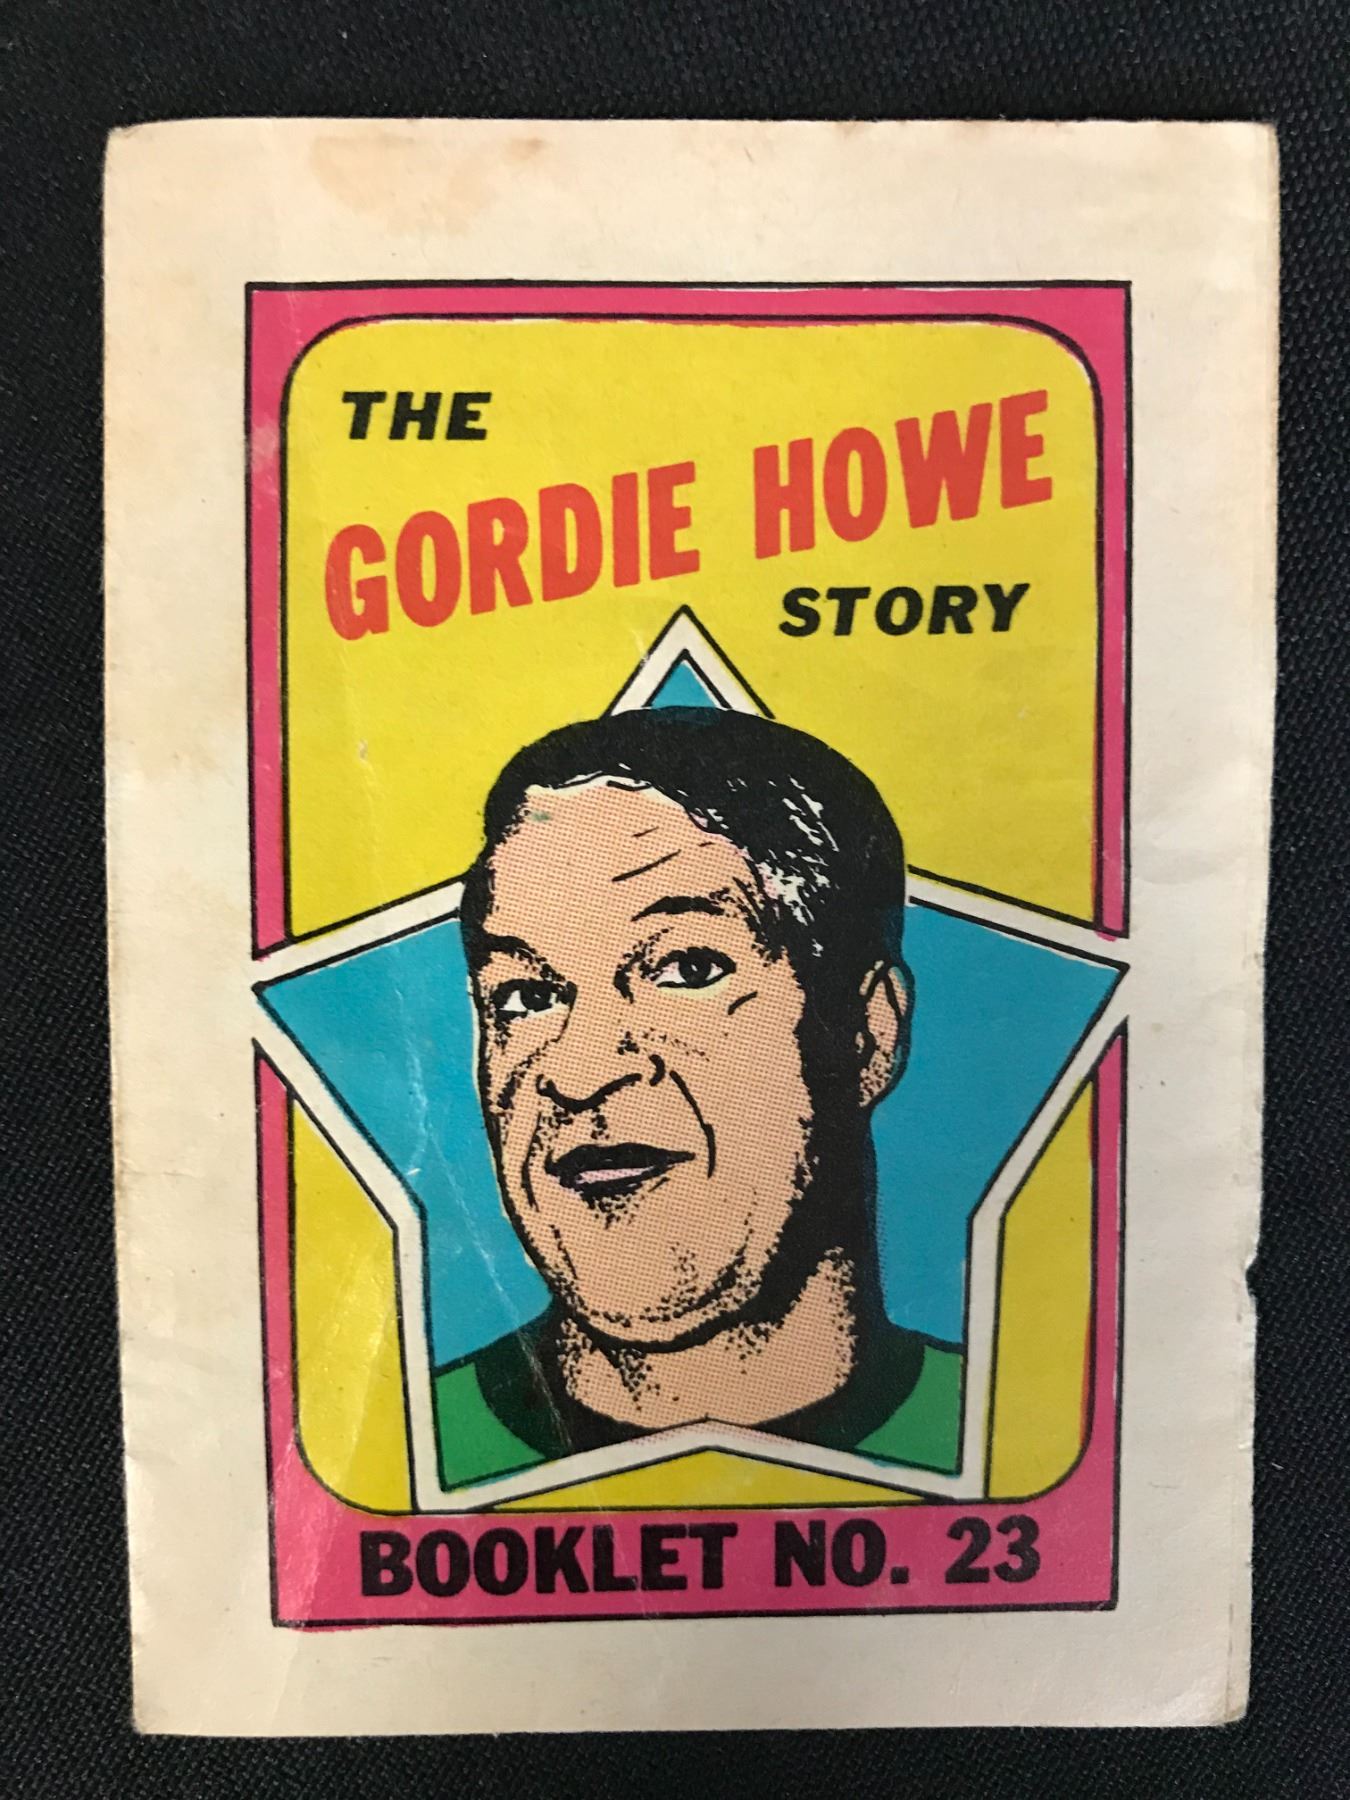 THE
GORDIE HOWE
STORY
BOOKLET NO. 23